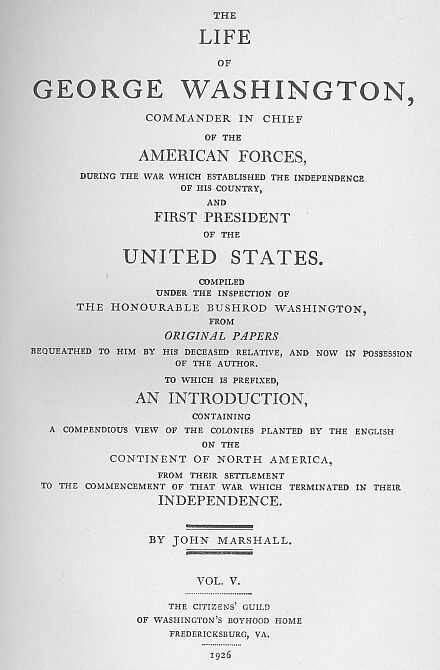 THE
LIFE
OF
GEORGE WASHINGTON,
COMMANDER IN CHIEF
OF THE
AMERICAN FORCES,
DURING THE WAR WHICH ESTABLISHED THE INDEPENDENCE
OF HIS COUNTRY,
AND
FIRST PRESIDENT
OF THE
UNITED STATES.
COMPILED
UNDER THE INSPECTION OF
THE HONOURABLE BUSHROD WASHINGTON,
FROM
ORIGINAL PAPERS
BEQUEATHED TO HIM BY HIS DECEASED RELATIVE, AND NOW IN POSSESSION
OF THE AUTHOR.
TO WHICH IS PREFIXED,
AN INTRODUCTION,
CONTAINING
A COMPENDIOUS VIEW OF THE COLONIES PLANTED BY THE ENGLISH
ON THE
CONTINENT OF NORTH AMERICA,
FROM THEIR SETTLEMENT
TO THE COMMENCEMENT OF THAT WAR WHICH TERMINATED IN THEIR
INDEPENDENCE.
BY JOHN MARSHALL.
VOL. V.
THE CITIZENS' GUILD
OF WASHINGTON'S BOYHOOD HOME
FREDERICKSBURG, VA.
1926